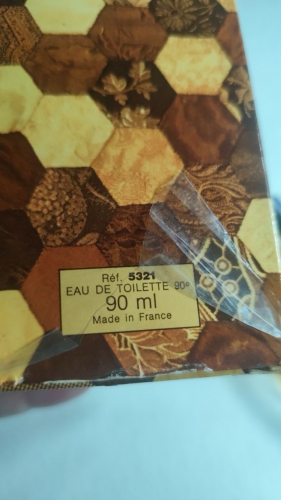 Réf. 5321
EAU DE TOILETTE 90°
90 ml
Made in France